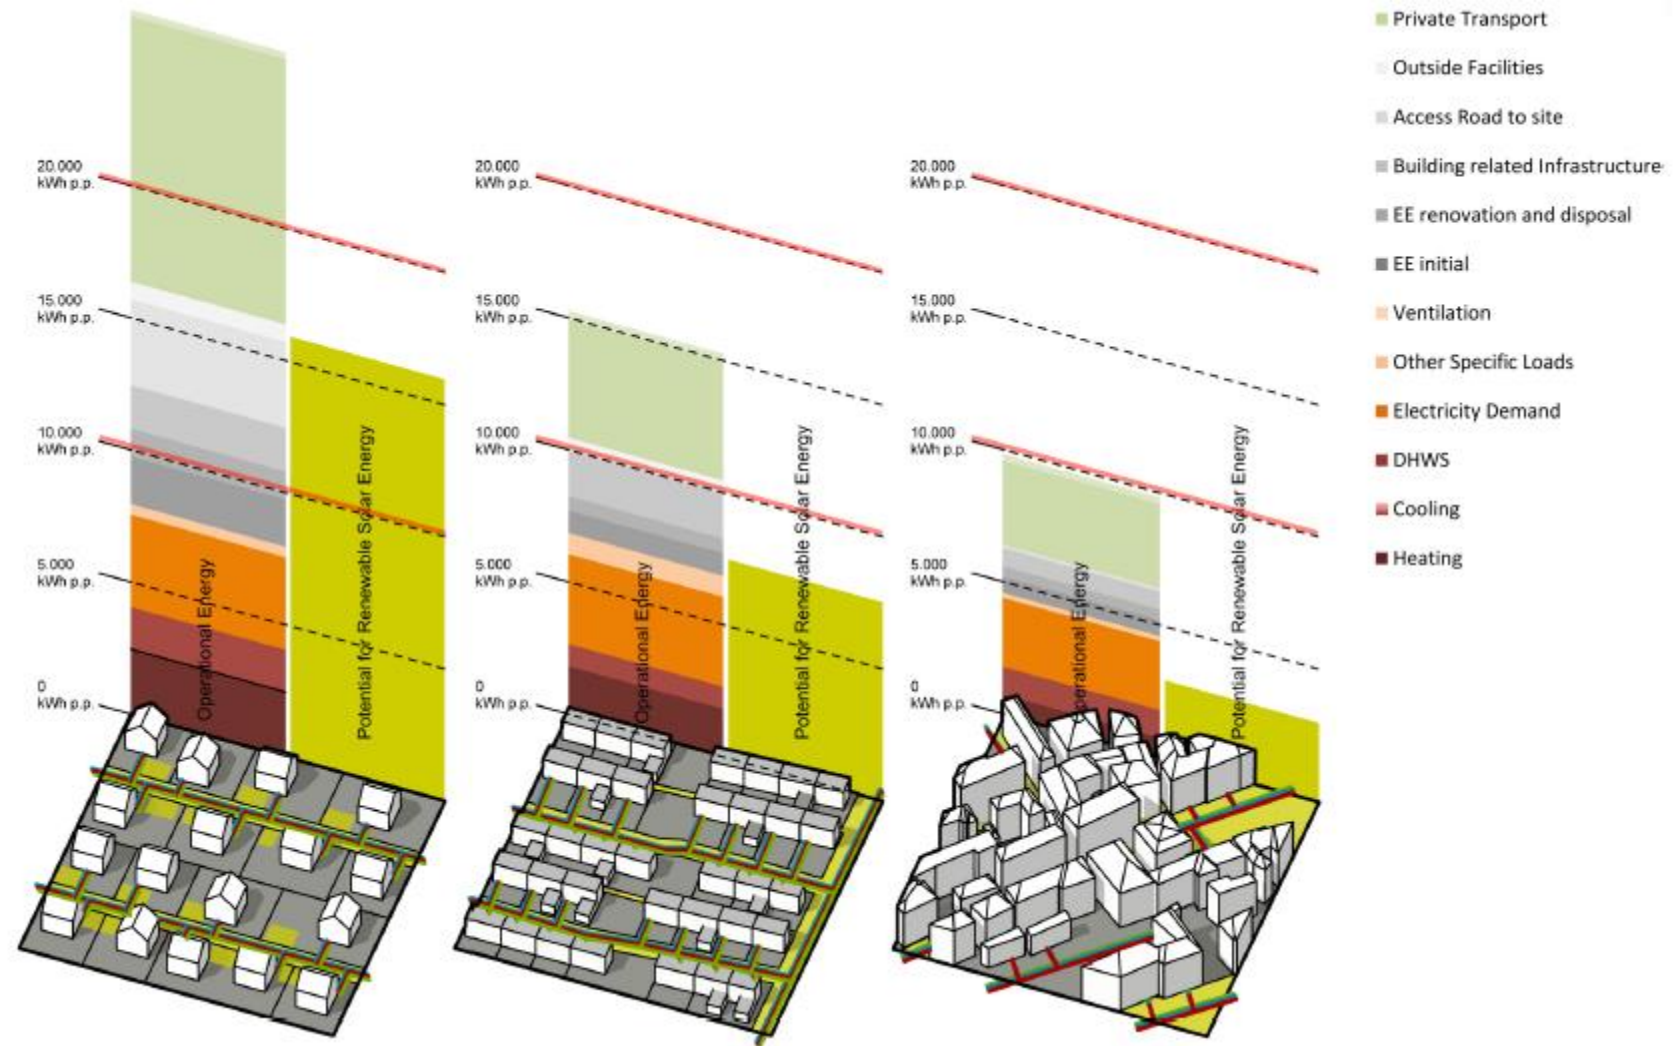 20.000
kWh p.p.
15.000
kWh p.p.
10.000
kWh p.p.
5.000
kWh p.p.
0
kWh p.p.
Operational Energy
Potential for Renewable Solar Energy
20.000
kWh p.p.
15.000
kWh p.p.
10.000
kWh p.p.
5.000
kWh p.p.
0
kWh p.p.
Operational Energy
Potential for Renewable Solar Energy
20.000
kWh p.p.
15.000
kWh p.p.
10.000
kWh p.p.
5.000
kWh p.p.
0
kWh p.p.
Operational Energy
Potential for Renewable Solar Energy
Private Transport
Outside Facilities
Access Road to site
Building related Infrastructure
EE renovation and disposal
EE initial
Ventilation
Other Specific Loads
Electricity Demand
DHWS
Cooling
Heating